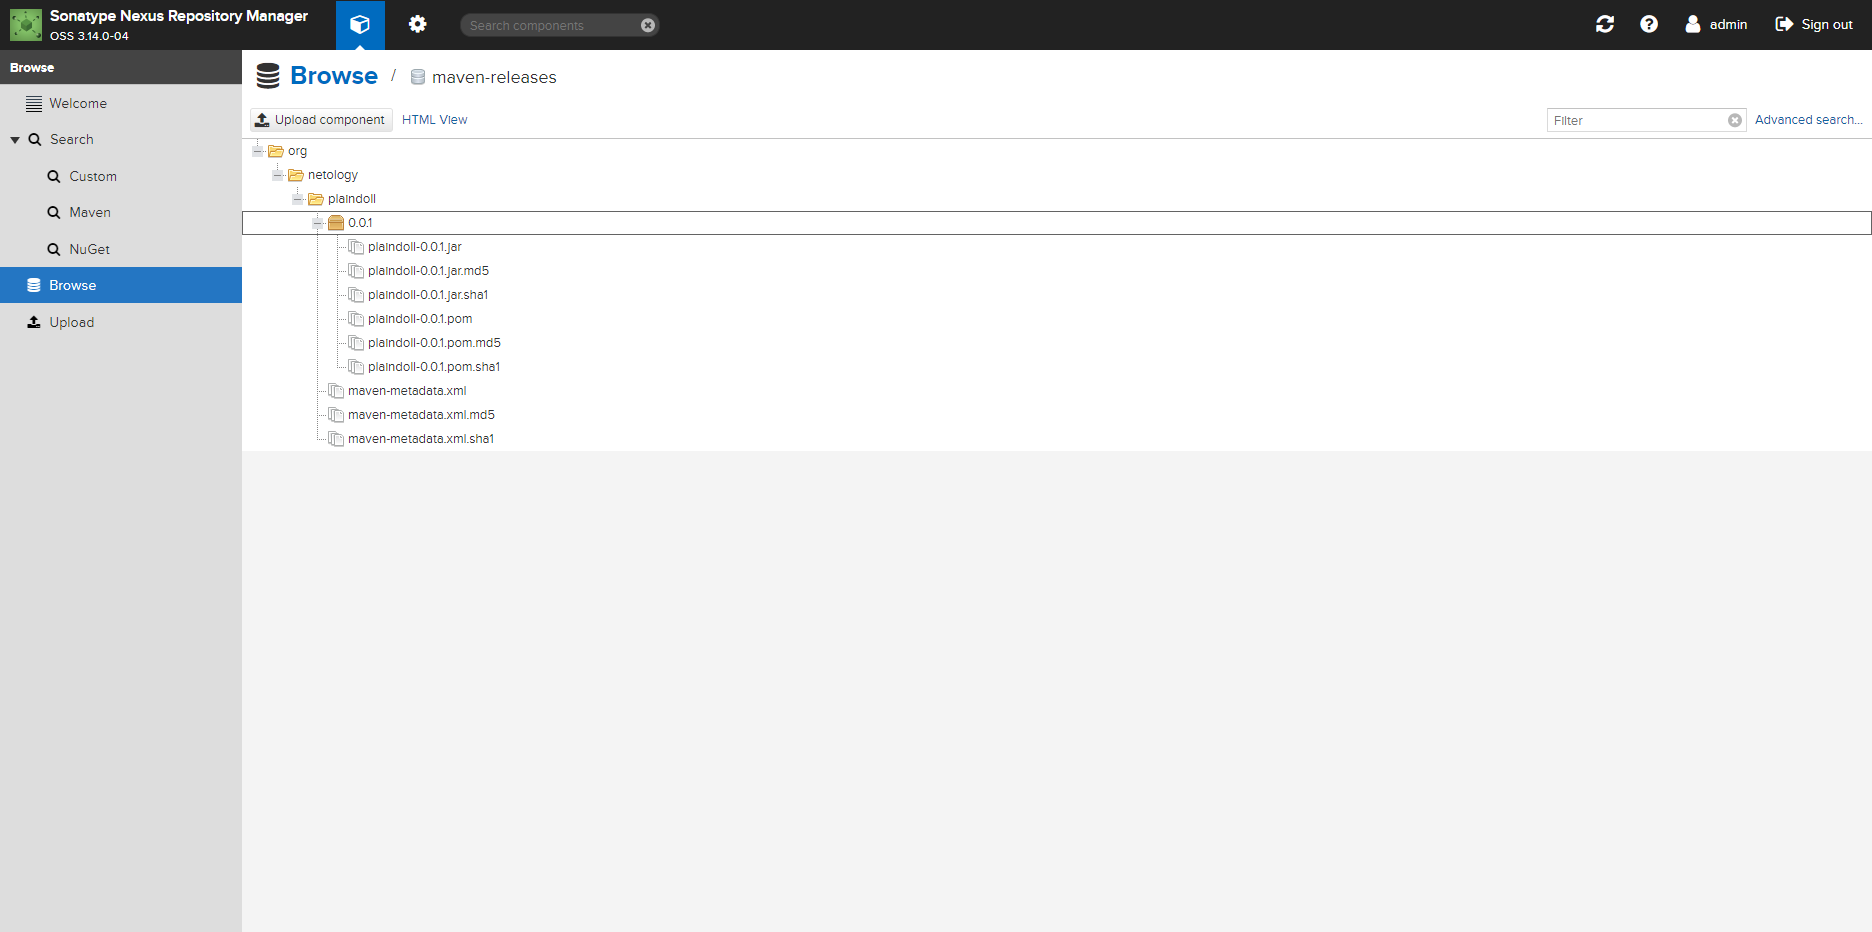 Sonatype Nexus Repository Manager
OSS 3.14.0-04
Search components
admin
Sign out
Browse
Welcome
Search
Custom
Maven
NuGet
Browse
Upload
Browse / maven-releases
Upload component
HTML View
Filter
Advanced search...
org
netology
plaindoll
0.0.1
plaindoll-0.0.1.jar
plaindoll-0.0.1.jar.md5
plaindoll-0.0.1.jar.sha1
plaindoll-0.0.1.pom
plaindoll-0.0.1.pom.md5
plaindoll-0.0.1.pom.sha1
maven-metadata.xml
maven-metadata.xml.md5
maven-metadata.xml.sha1